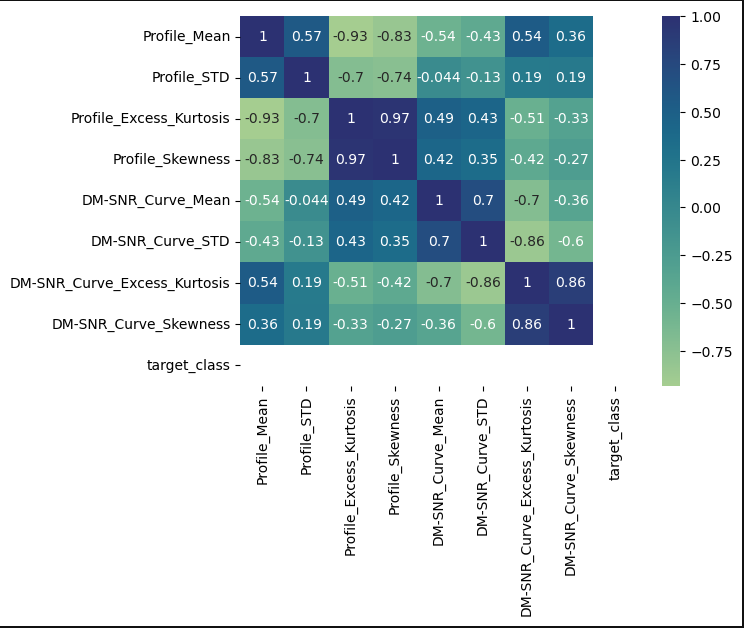 Profile_Mean 1 0.57 -0.93 -0.83 -0.54 -0.43 0.54 0.36
Profile_STD 0.57 1 -0.7 -0.74 -0.044 -0.13 0.19 0.19
Profile_Excess_Kurtosis -0.93 -0.7 1 0.97 0.49 0.43 -0.51 -0.33
Profile_Skewness -0.83 -0.74 0.97 1 0.42 0.35 -0.42 -0.27
DM-SNR_Curve_Mean -0.54 -0.044 0.49 0.42 1 0.7 -0.7 -0.36
DM-SNR_Curve_STD -0.43 -0.13 0.43 0.35 0.7 1 -0.86 -0.6
DM-SNR_Curve_Excess_Kurtosis 0.54 0.19 -0.51 -0.42 -0.7 -0.86 1 0.86
DM-SNR_Curve_Skewness 0.36 0.19 -0.33 -0.27 -0.36 -0.6 0.86 1
target_class
Profile_Mean
Profile_STD
Profile_Excess_Kurtosis
Profile_Skewness
DM-SNR_Curve_Mean
DM-SNR_Curve_STD
DM-SNR_Curve_Excess_Kurtosis
DM-SNR_Curve_Skewness
target_class
1.00
0.75
0.50
0.25
0.00
−0.25
−0.50
−0.75